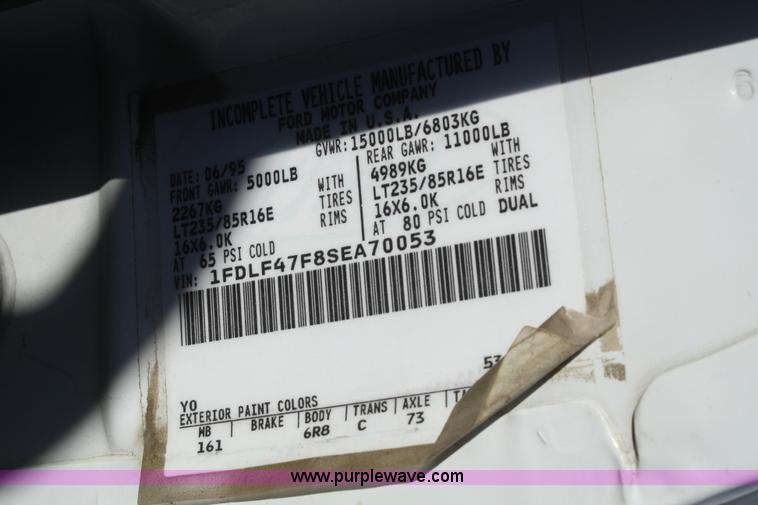 INCOMPLETE VEHICLE MANUFACTURED BY
FORD MOTOR COMPANY
MADE IN U.S.A.
DATE: 06/95 GVWR: 15000LB/6803KG
FRONT GAWR: 5000LB REAR GAWR: 11000LB
2267KG WITH 4989KG WITH
LT235/85R16E TIRES LT235/85R16E TIRES
16X6.0K RIMS 16X6.0K RIMS
AT 65 PSI COLD AT 80 PSI COLD DUAL
VIN: 1FDLF47F8SEA70053
53
YO
EXTERIOR PAINT COLORS
WB BRAKE BODY TRANS AXLE
161 6R8 C 73
6
www.purplewave.com